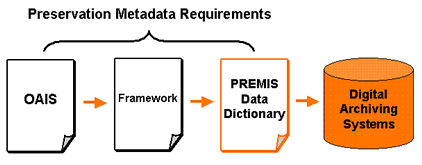 Preservation Metadata Requirements
OAIS
Framework
PREMIS
Data
Dictionary
Digital
Archiving
Systems